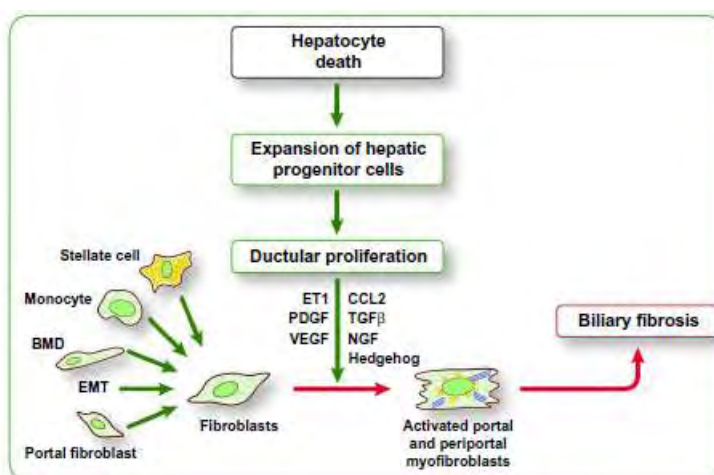 Hepatocyte
death
Expansion of hepatic
progenitor cells
Ductular proliferation
Stellate cell
Monocyte
BMD
EMT
Portal fibroblast
ET1 CCL2
PDGF TGFβ
VEGF NGF
Hedgehog
Fibroblasts
Activated portal
and periportal
myofibroblasts
Biliary fibrosis